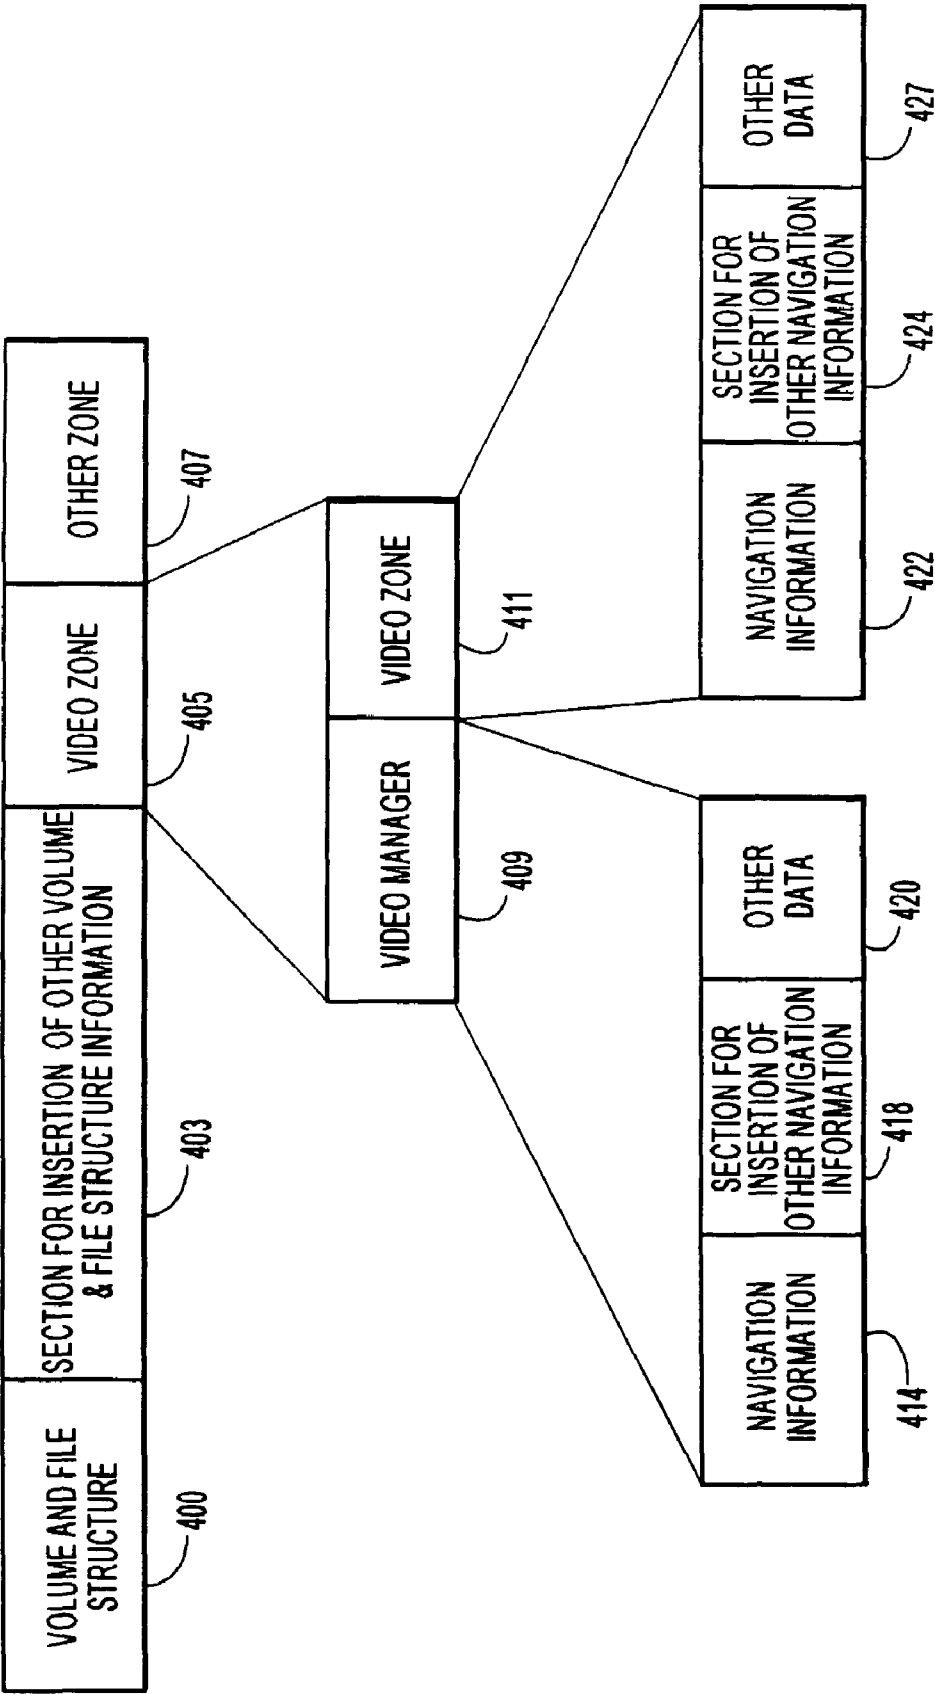 VOLUME AND FILE
STRUCTURE
400
SECTION FOR INSERTION OF OTHER VOLUME
& FILE STRUCTURE INFORMATION
403
VIDEO ZONE
405
OTHER ZONE
407
VIDEO MANAGER
409
VIDEO ZONE
411
NAVIGATION
INFORMATION
414
SECTION FOR
INSERTION OF
OTHER NAVIGATION
INFORMATION
418
OTHER
DATA
420
NAVIGATION
INFORMATION
422
SECTION FOR
INSERTION OF
OTHER NAVIGATION
INFORMATION
424
OTHER
DATA
427